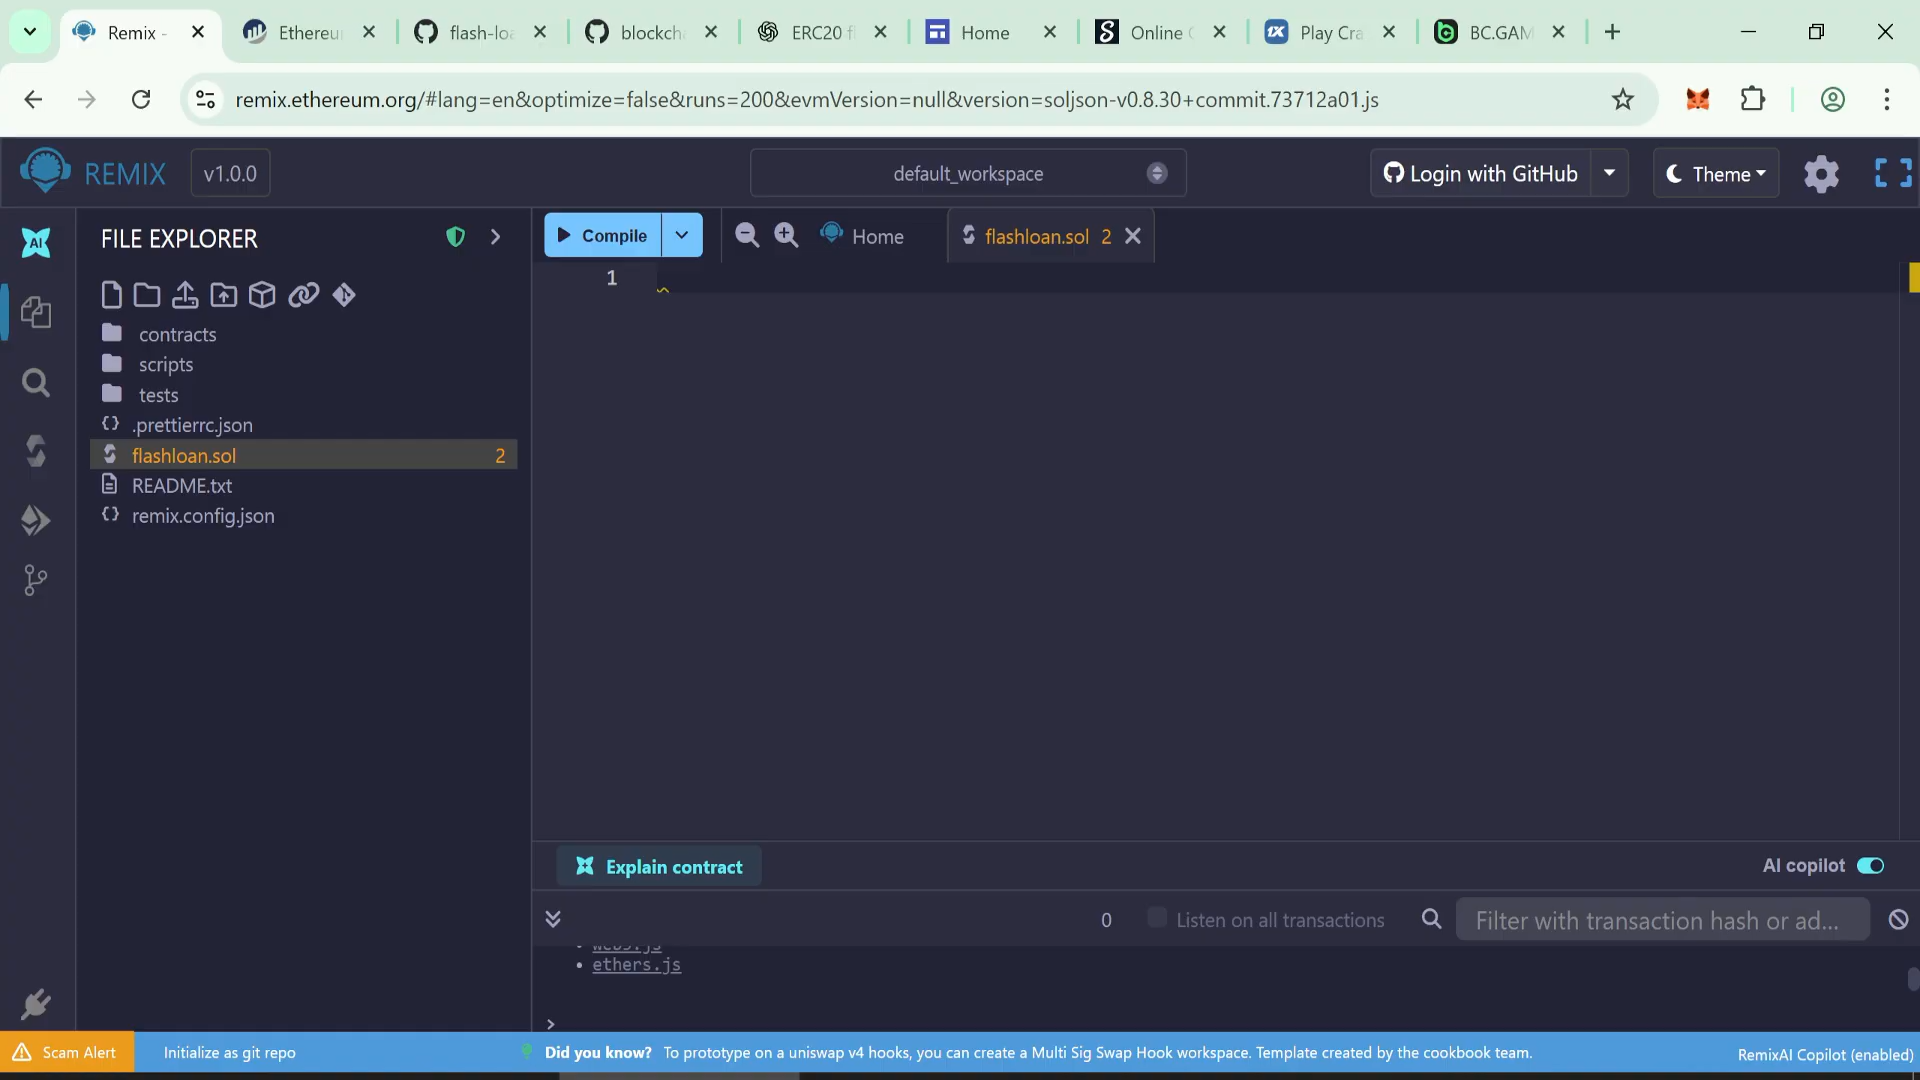 Remix -
Ethereu
flash-loa
blockch
ERC20 f
Home
Online
Play Cra
BC.GAM
remix.ethereum.org/#lang=en&optimize=false&runs=200&evmVersion=null&version=soljson-v0.8.30+commit.73712a01.js
REMIX
v1.0.0
default_workspace
Login with GitHub
Theme
AI
FILE EXPLORER
Compile
Home
flashloan.sol 2
1
contracts
scripts
tests
.prettierrc.json
flashloan.sol 2
README.txt
remix.config.json
Explain contract
AI copilot
0
Listen on all transactions
Filter with transaction hash or ad...
web3.js
ethers.js
>
Scam Alert
Initialize as git repo
Did you know? To prototype on a uniswap v4 hooks, you can create a Multi Sig Swap Hook workspace. Template created by the cookbook team.
RemixAI Copilot (enabled)